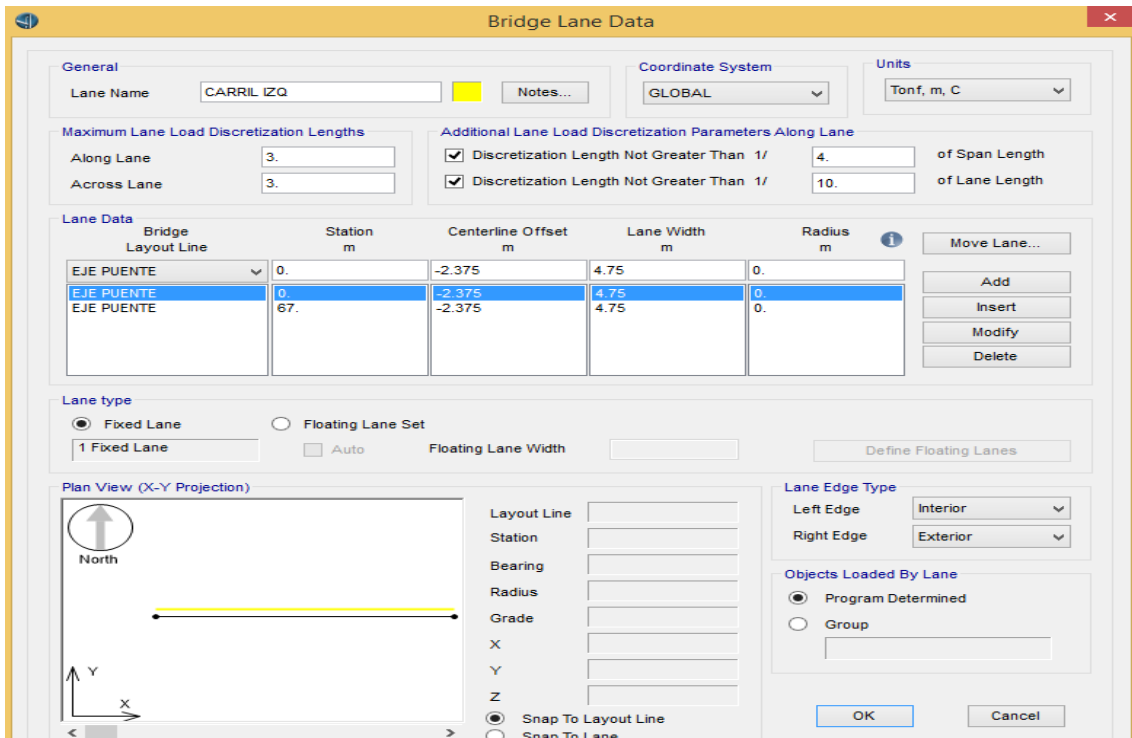 Bridge Lane Data
General
Lane Name CARRIL IZQ Notes...
Coordinate System
GLOBAL
Units
Tonf, m, C
Maximum Lane Load Discretization Lengths
Along Lane 3.
Across Lane 3.
Additional Lane Load Discretization Parameters Along Lane
Discretization Length Not Greater Than 1/ 4. of Span Length
Discretization Length Not Greater Than 1/ 10. of Lane Length
Lane Data
Bridge Station Centerline Offset Lane Width Radius
Layout Line m m m m
Move Lane...
EJE PUENTE 0. -2.375 4.75 0.
EJE PUENTE 0. -2.375 4.75 0.
EJE PUENTE 67. -2.375 4.75 0.
Add
Insert
Modify
Delete
Lane type
Fixed Lane Floating Lane Set
1 Fixed Lane Auto Floating Lane Width Define Floating Lanes
Plan View (X-Y Projection)
North
Y
X
Layout Line
Station
Bearing
Radius
Grade
X
Y
Z
Snap To Layout Line
Snap To Lane
Lane Edge Type
Left Edge Interior
Right Edge Exterior
Objects Loaded By Lane
Program Determined
Group
OK Cancel